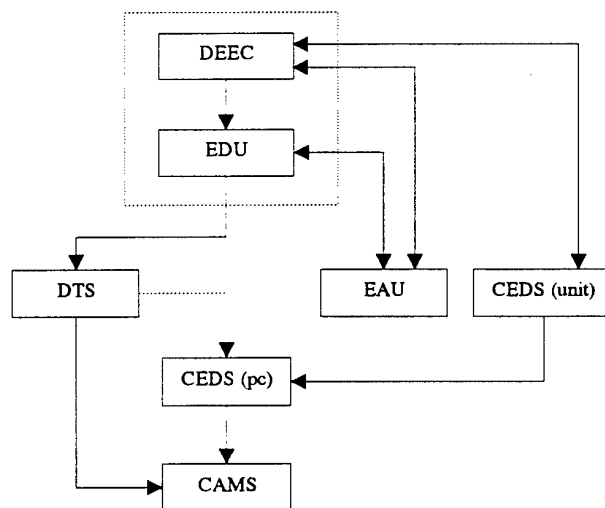 DEEC
EDU
DTS
EAU
CEDS (unit)
CEDS (pc)
CAMS